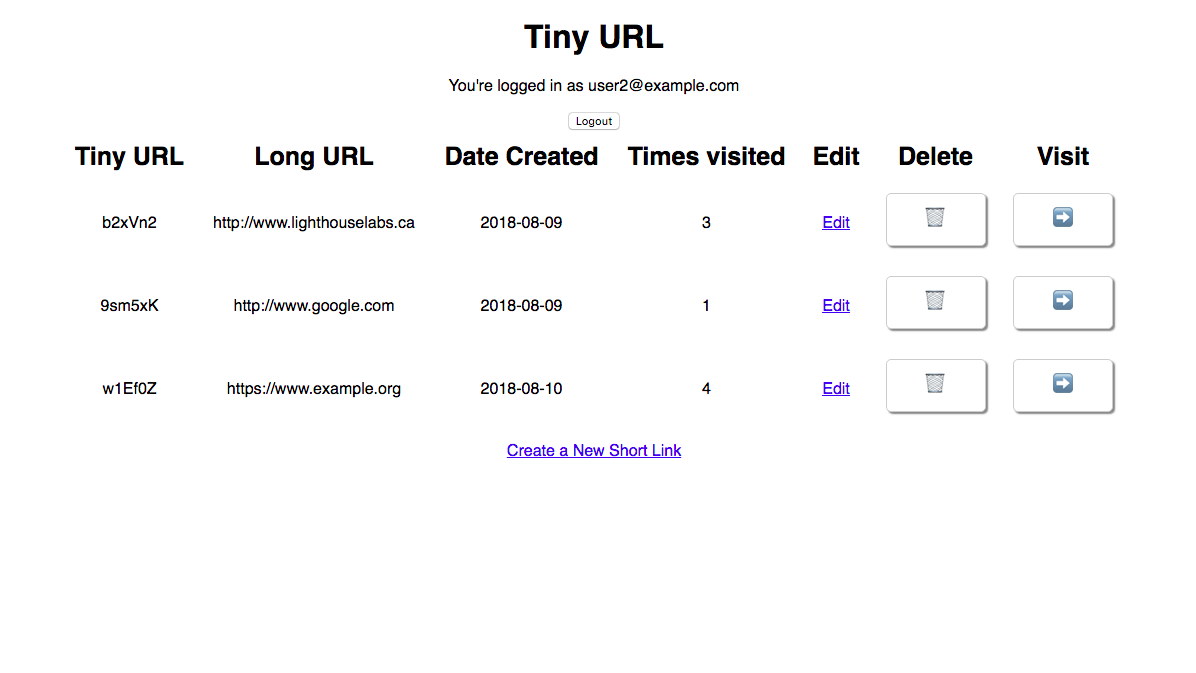 Tiny URL
You're logged in as user2@example.com
Logout
Tiny URL Long URL Date Created Times visited Edit Delete Visit
b2xVn2 http://www.lighthouselabs.ca 2018-08-09 3 Edit
9sm5xK http://www.google.com 2018-08-09 1 Edit
w1Ef0Z https://www.example.org 2018-08-10 4 Edit
Create a New Short Link